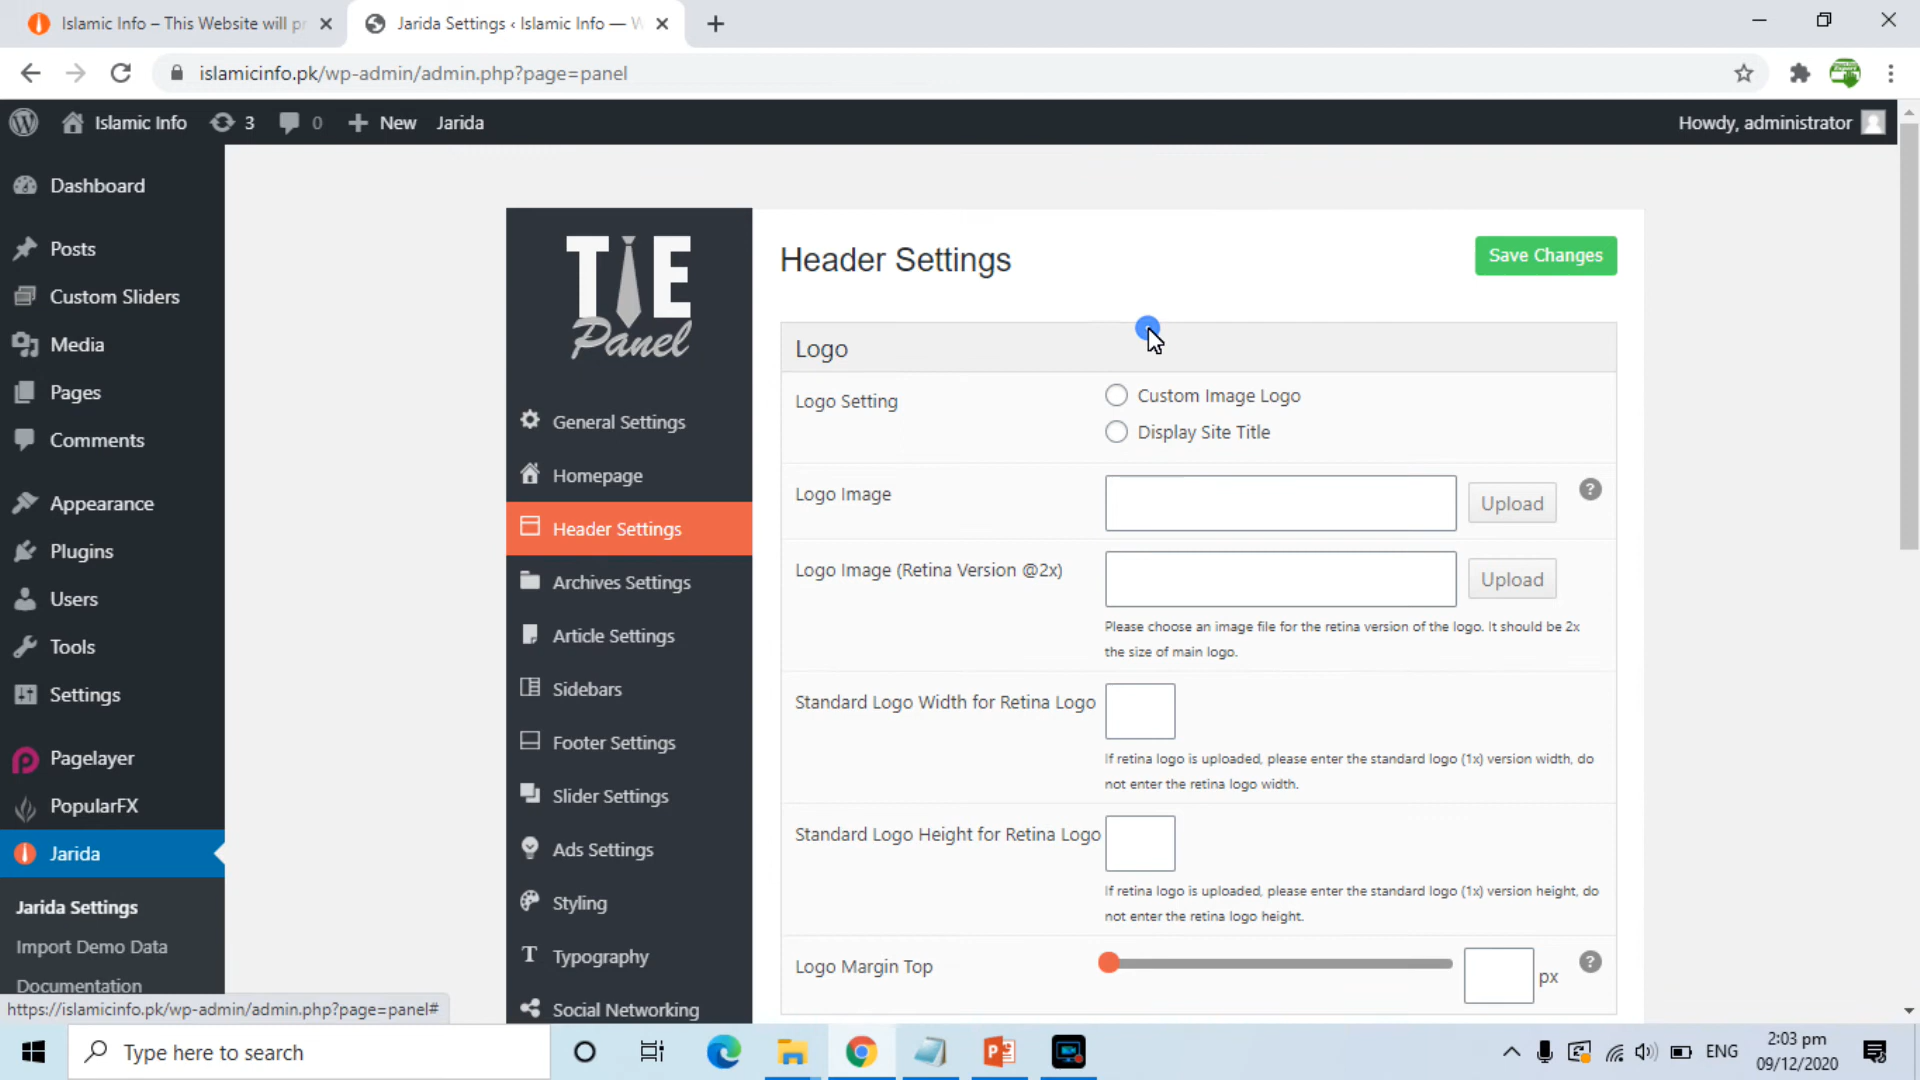 Islamic Info – This Website will pr
Jarida Settings ‹ Islamic Info — W
islamicinfo.pk/wp-admin/admin.php?page=panel
Islamic Info
3
0
New
Jarida
Howdy, administrator
Dashboard
Posts
Custom Sliders
Media
Pages
Comments
Appearance
Plugins
Users
Tools
Settings
Pagelayer
PopularFX
Jarida
Jarida Settings
Import Demo Data
Documentation
https://islamicinfo.pk/wp-admin/admin.php?page=panel#
TIE
Panel
General Settings
Homepage
Header Settings
Archives Settings
Article Settings
Sidebars
Footer Settings
Slider Settings
Ads Settings
Styling
Typography
Social Networking
Header Settings
Save Changes
Logo
Logo Setting
Custom Image Logo
Display Site Title
Logo Image
Upload
?
Logo Image (Retina Version @2x)
Upload
Please choose an image file for the retina version of the logo. It should be 2x
the size of main logo.
Standard Logo Width for Retina Logo
If retina logo is uploaded, please enter the standard logo (1x) version width, do
not enter the retina logo width.
Standard Logo Height for Retina Logo
If retina logo is uploaded, please enter the standard logo (1x) version height, do
not enter the retina logo height.
Logo Margin Top
px
?
Type here to search
ENG
2:03 pm
09/12/2020